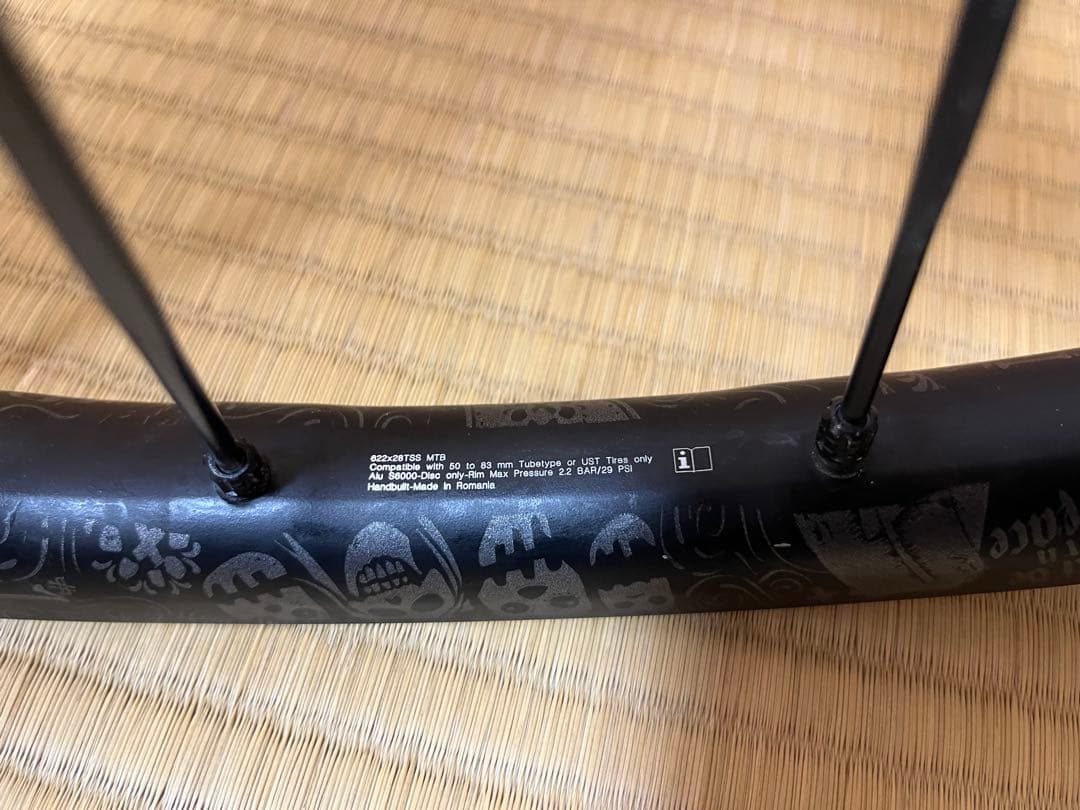 622x28TSS MTB
Compatible with 50 to 83 mm Tubetype or UST Tires only
Alu S6000-Disc only-Rim Max Pressure 2.2 BAR/29 PSI
Handbuilt-Made in Romania
i